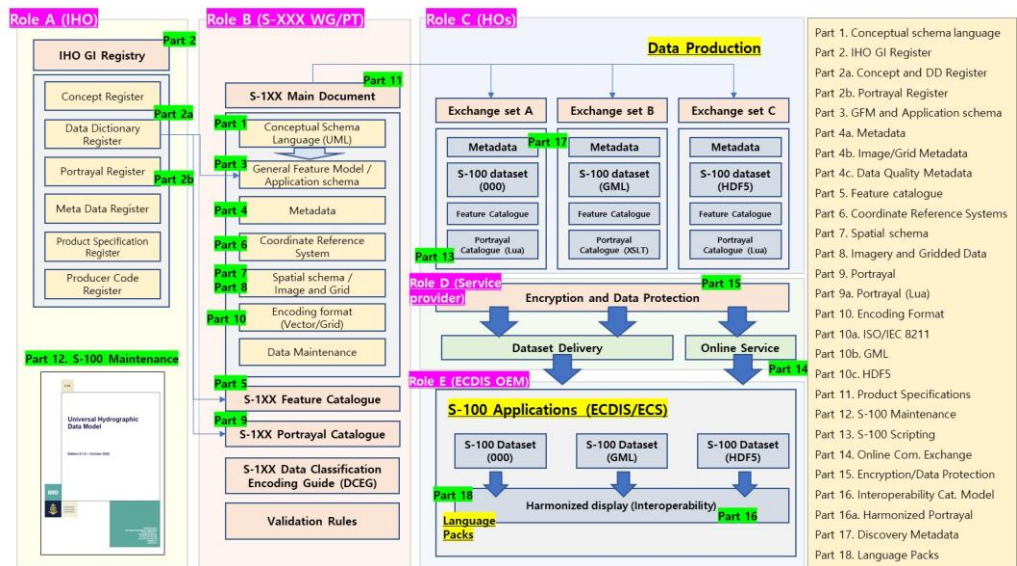 Role A (IHO)
Part 2
IHO GI Registry
Concept Register
Part 2a
Data Dictionary
Register
Portrayal Register
Part 2b
Meta Data Register
Product Specification
Register
Producer Code
Register
Part 12. S-100 Maintenance
Universal Hydrographic
Data Model
IHO
Role B (S-XXX WG/PT)
Part 11
S-1XX Main Document
Part 1
Conceptual Schema
Language (UML)
Part 3
General Feature Model /
Application schema
Part 4
Metadata
Part 6
Coordinate Reference
System
Part 7
Part 8
Spatial schema /
Image and Grid
Part 10
Encoding format
(Vector/Grid)
Data Maintenance
Part 5
S-1XX Feature Catalogue
Part 9
S-1XX Portrayal Catalogue
S-1XX Data Classification
Encoding Guide (DCEG)
Validation Rules
Role C (HOs)
Data Production
Exchange set A
Exchange set B
Exchange set C
Part 17
Metadata
Metadata
Metadata
S-100 dataset
(000)
S-100 dataset
(GML)
S-100 dataset
(HDF5)
Feature Catalogue
Feature Catalogue
Feature Catalogue
Portrayal
Catalogue (Lua)
Portrayal
Catalogue (XSLT)
Portrayal
Catalogue (Lua)
Part 13
Role D (Service
provider)
Part 15
Encryption and Data Protection
Dataset Delivery
Online Service
Part 14
Role E (ECDIS OEM)
S-100 Applications (ECDIS/ECS)
S-100 Dataset
(000)
S-100 Dataset
(GML)
S-100 Dataset
(HDF5)
Part 18
Harmonized display (Interoperability)
Part 16
Language
Packs
Part 1. Conceptual schema language
Part 2. IHO GI Register
Part 2a. Concept and DD Register
Part 2b. Portrayal Register
Part 3. GFM and Application schema
Part 4a. Metadata
Part 4b. Image/Grid Metadata
Part 4c. Data Quality Metadata
Part 5. Feature catalogue
Part 6. Coordinate Reference Systems
Part 7. Spatial schema
Part 8. Imagery and Gridded Data
Part 9. Portrayal
Part 9a. Portrayal (Lua)
Part 10. Encoding Format
Part 10a. ISO/IEC 8211
Part 10b. GML
Part 10c. HDF5
Part 11. Product Specifications
Part 12. S-100 Maintenance
Part 13. S-100 Scripting
Part 14. Online Com. Exchange
Part 15. Encryption/Data Protection
Part 16. Interoperability Cat. Model
Part 16a. Harmonized Portrayal
Part 17. Discovery Metadata
Part 18. Language Packs